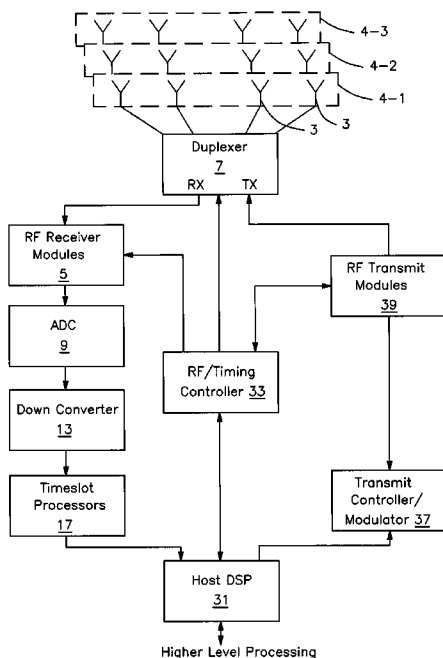 4-3
4-2
4-1
3
3
Duplexer
7
RX
TX
RF Receiver
Modules
5
RF Transmit
Modules
39
ADC
9
RF/Timing
Controller 33
Down Converter
13
Timeslot
Processors
17
Transmit
Controller/
Modulator 37
Host DSP
31
Higher Level Processing